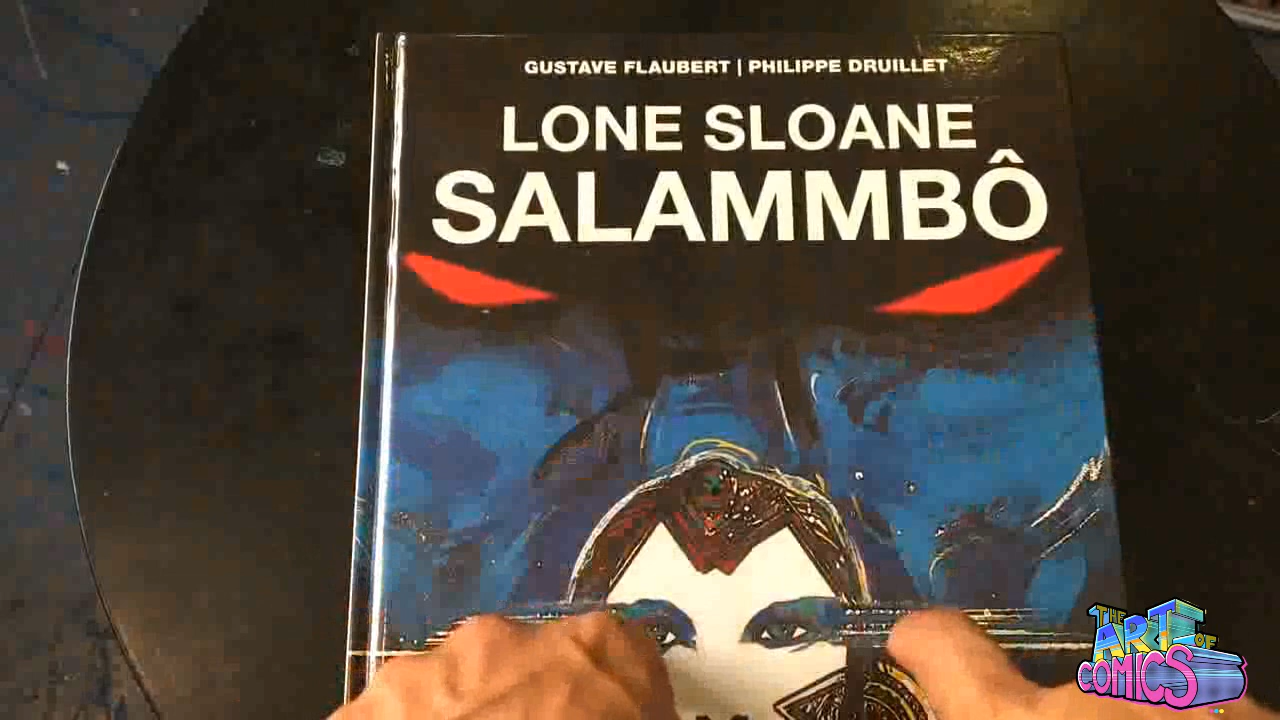 GUSTAVE FLAUBERT | PHILIPPE DRUILLET
LONE SLOANE
SALAMMBÔ
THE
ART OF
COMICS